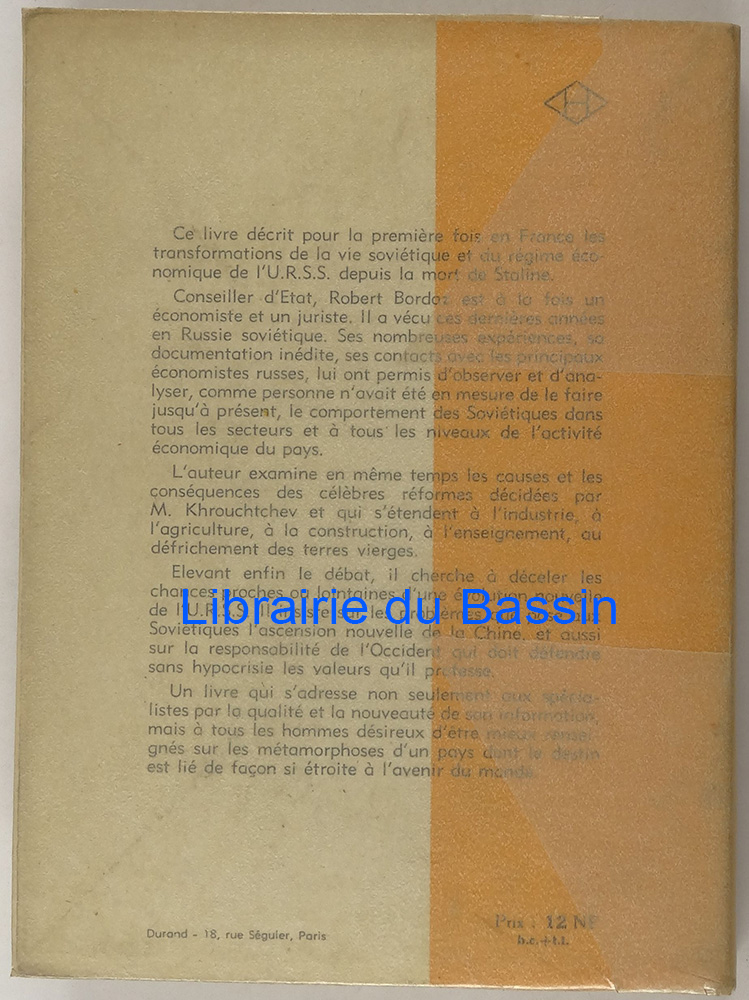 Ce livre décrit pour la première fois en France les
transformations de la vie soviétique et du régime éco-
nomique de l'U.R.S.S. depuis la mort de Staline.
Conseiller d'Etat, Robert Bordaz est à la fois un
économiste et un juriste. Il a vécu ces dernières années
en Russie soviétique. Ses nombreuses expériences, sa
documentation inédite, ses contacts avec les principaux
économistes russes, lui ont permis d'observer et d'ana-
lyser, comme personne n'avait été en mesure de le faire
jusqu'à présent, le comportement des Soviétiques dans
tous les secteurs et à tous les niveaux de l'activité
économique du pays.
L'auteur examine en même temps les causes et les
conséquences des célèbres réformes décidées par
M. Khrouchtchev et qui s'étendent à l'industrie, à
l'agriculture, à la construction, à l'enseignement, au
défrichement des terres vierges.
Elevant enfin le débat, il cherche à déceler les
chances proches ou lointaines d'une évolution nouvelle
de l'U.R.S.S. Il insiste sur les problèmes
Soviétiques l'ascension nouvelle de la Chine, et aussi
sur la responsabilité de l'Occident qui doit défendre
sans hypocrisie les valeurs qu'il professe.
Un livre qui s'adresse non seulement aux spécia-
listes par la qualité et la nouveauté de son information,
mais à tous les hommes désireux d'être mieux rensei-
gnés sur les métamorphoses d'un pays dont le destin
est lié de façon si étroite à l'avenir du monde.
Librairie du Bassin
Durand - 18, rue Séguier, Paris
Prix : 12 NF
b.c.+t.l.